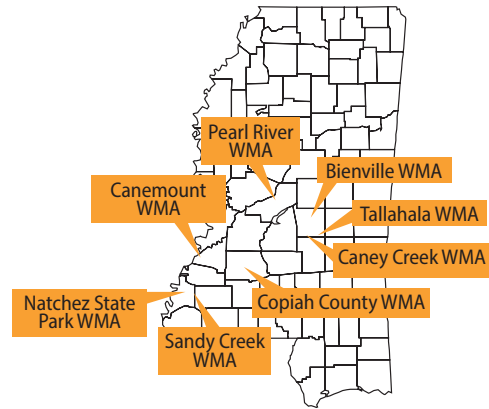 Pearl River
WMA
Bienville WMA
Canemount
WMA
Tallahala WMA
Caney Creek WMA
Natchez State
Park WMA
Copiah County WMA
Sandy Creek
WMA